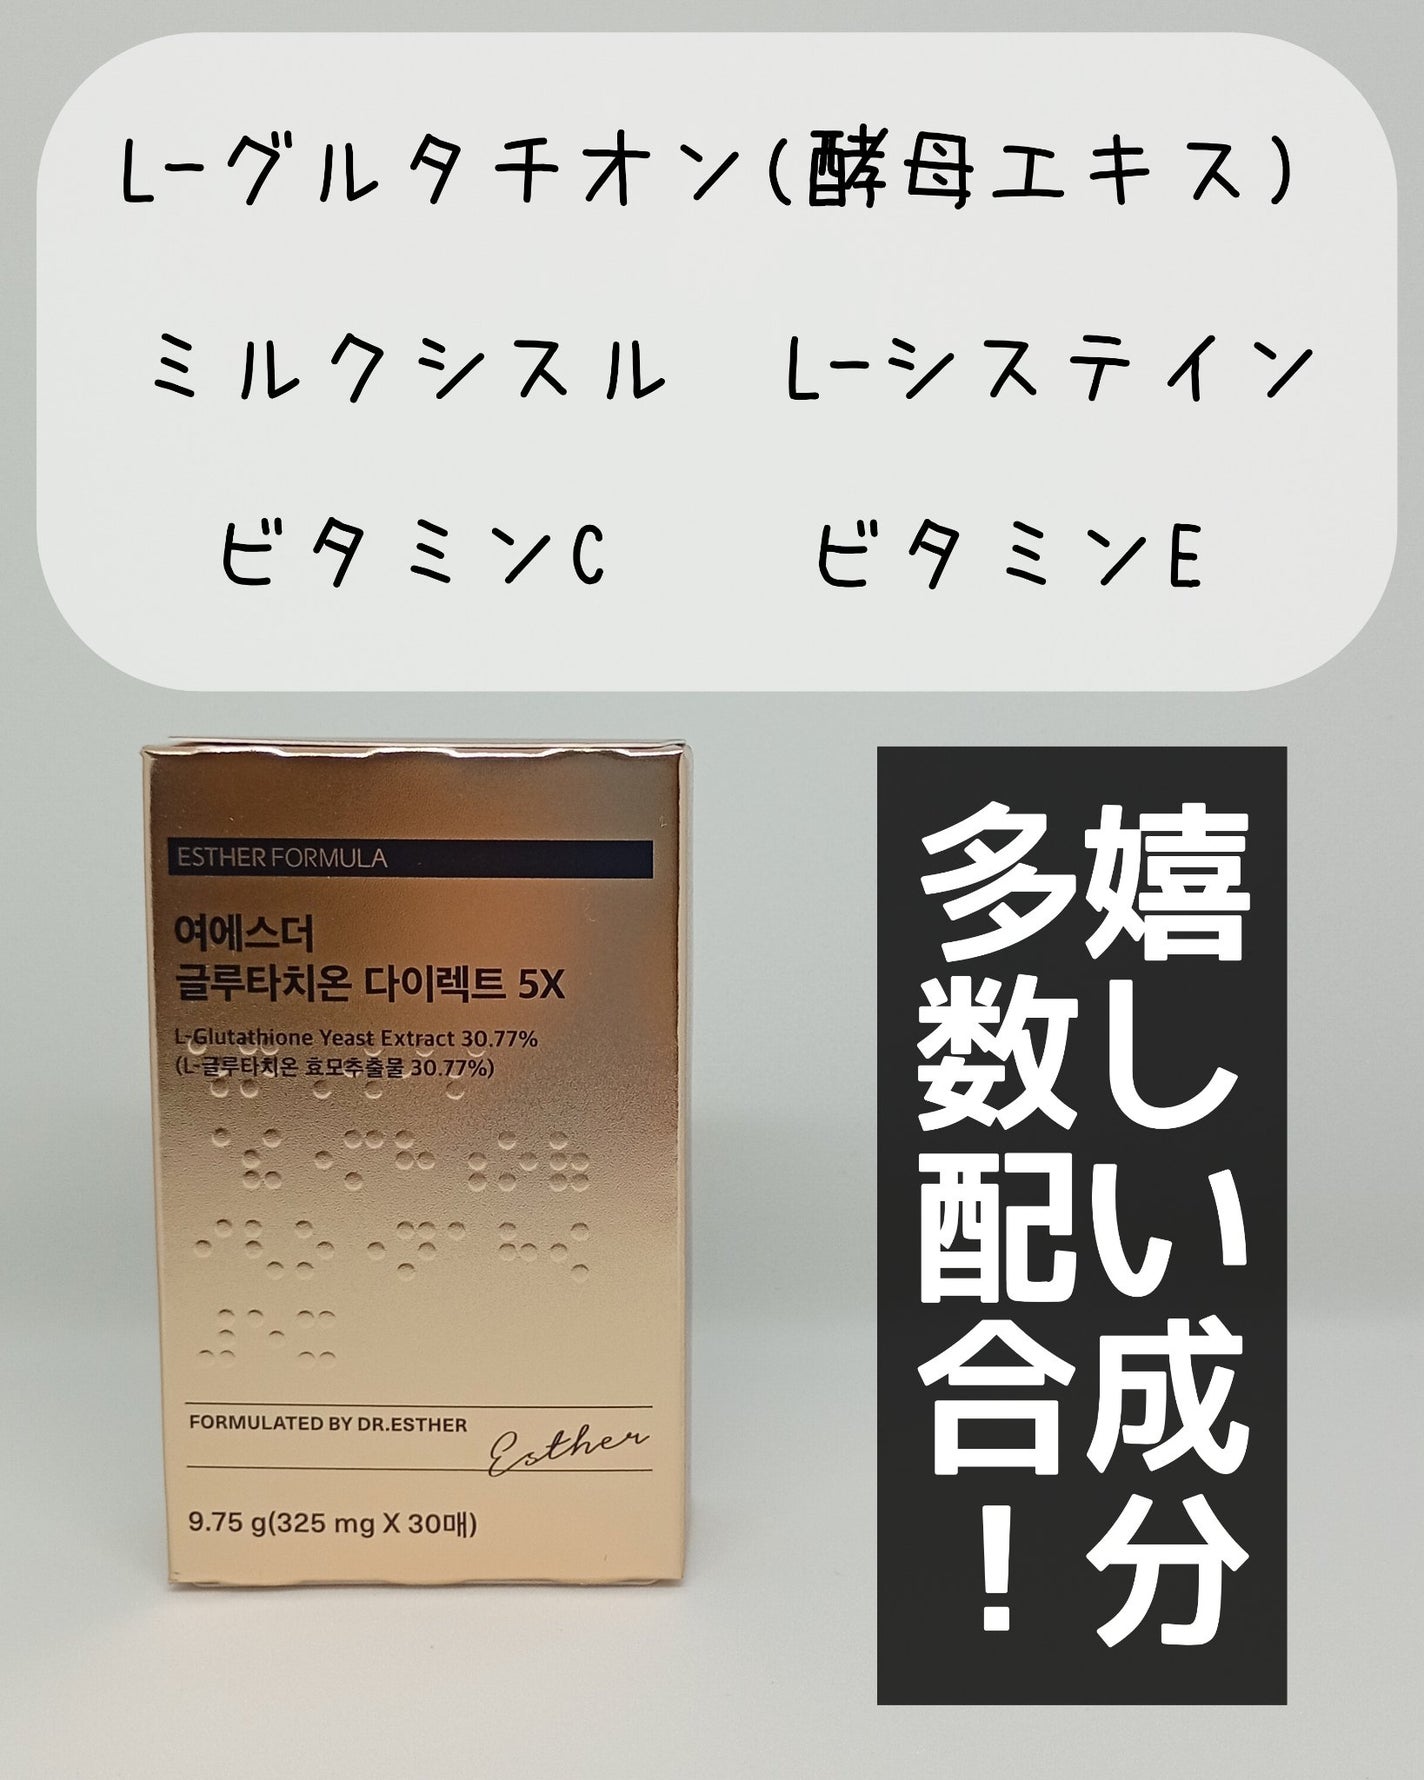 L-グルタチオン(酵母エキス)
ミルクシスル　L-システイン
ビタミンC　ビタミンE
ESTHER FORMULA
여에스더
글루타치온 다이렉트 5X
L-Glutathione Yeast Extract 30.77%
(L-글루타치온 효모추출물 30.77%)
FORMULATED BY DR.ESTHER
Esther
9.75 g(325 mg X 30매)
嬉しい成分
多数配合！